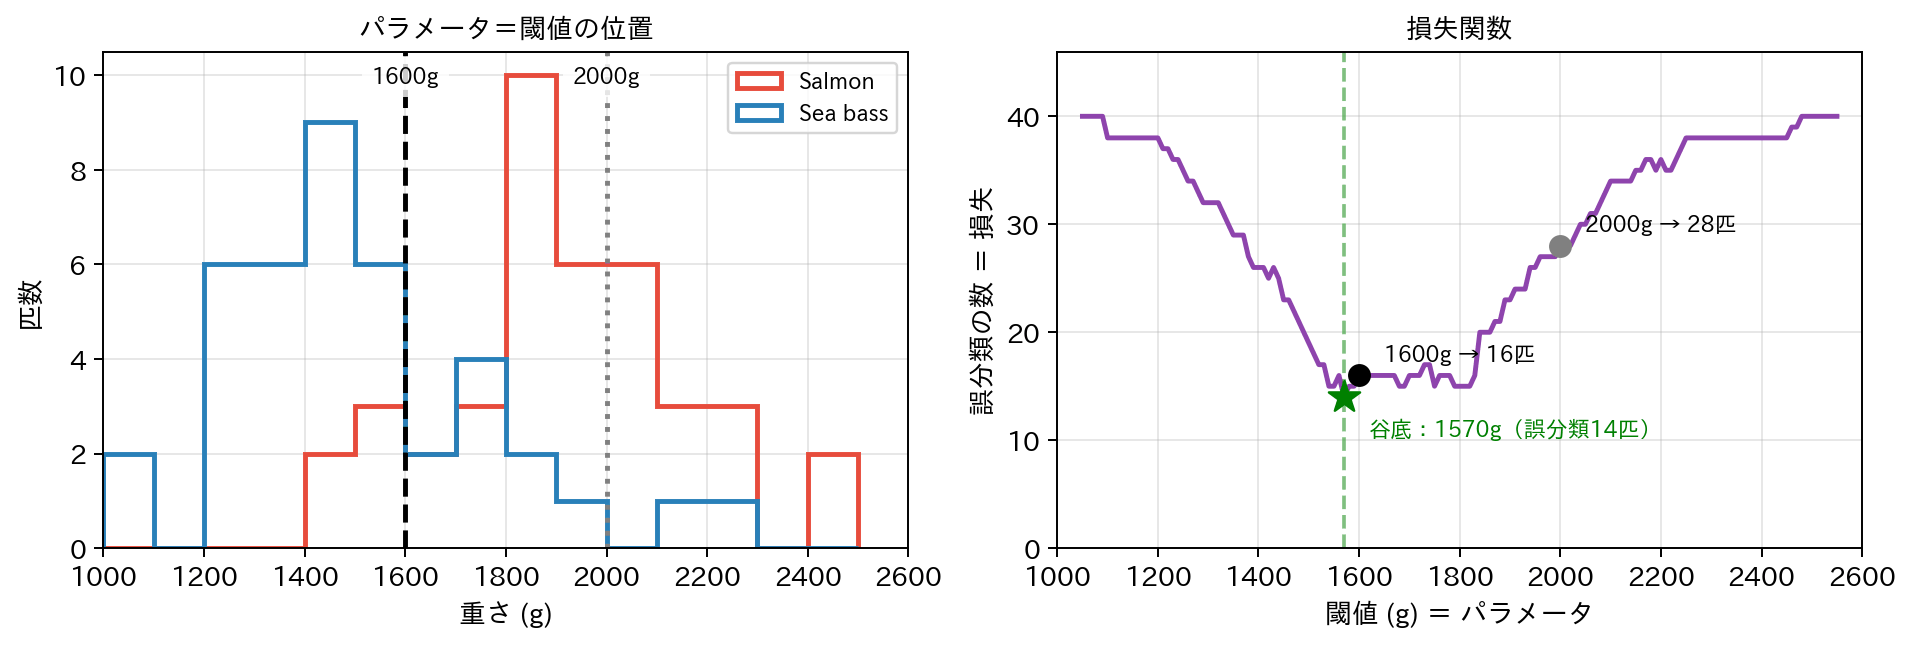 パラメータ＝閾値の位置
1600g
2000g
Salmon
Sea bass
匹数
10
8
6
4
2
0
1000 1200 1400 1600 1800 2000 2200 2400 2600
重さ (g)
損失関数
誤分類の数 ＝ 損失
40
30
20
10
0
2000g → 28匹
1600g → 16匹
谷底：1570g（誤分類14匹）
1000 1200 1400 1600 1800 2000 2200 2400 2600
閾値 (g) ＝ パラメータ